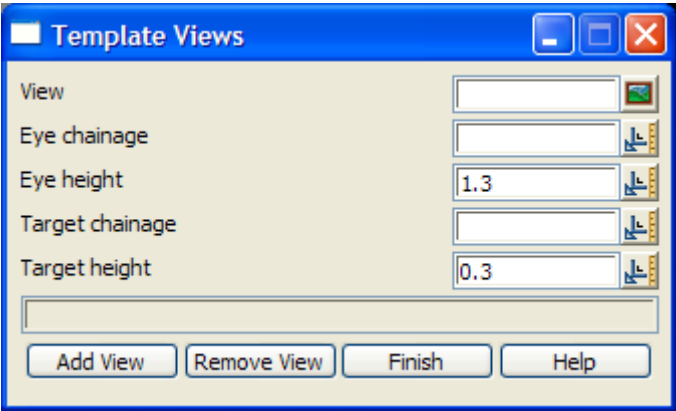 Template Views
View
Eye chainage
Eye height 1.3
Target chainage
Target height 0.3
Add View Remove View Finish Help